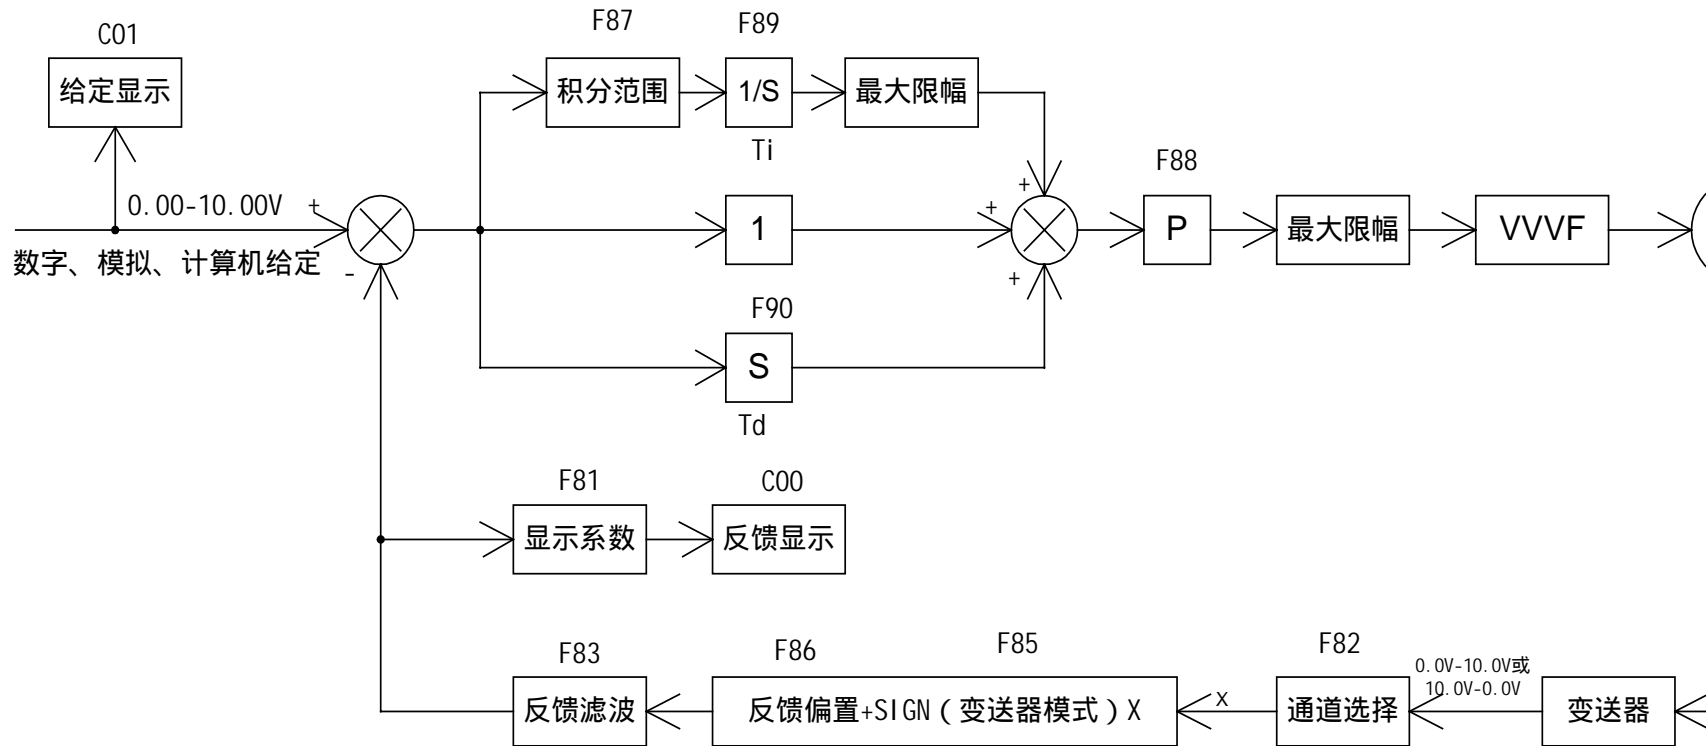 F87
F89
C01
给定显示
积分范围
1/S
最大限幅
Ti
F88
0.00-10.00V
+
+
+
1
P
最大限幅
VVVF
数字、模拟、计算机给定
-
+
F90
S
Td
F81
C00
显示系数
反馈显示
F83
F86
F85
F82
0.0V-10.0V或
10.0V-0.0V
反馈滤波
反馈偏置+SIGN（变送器模式）X
X
通道选择
变送器